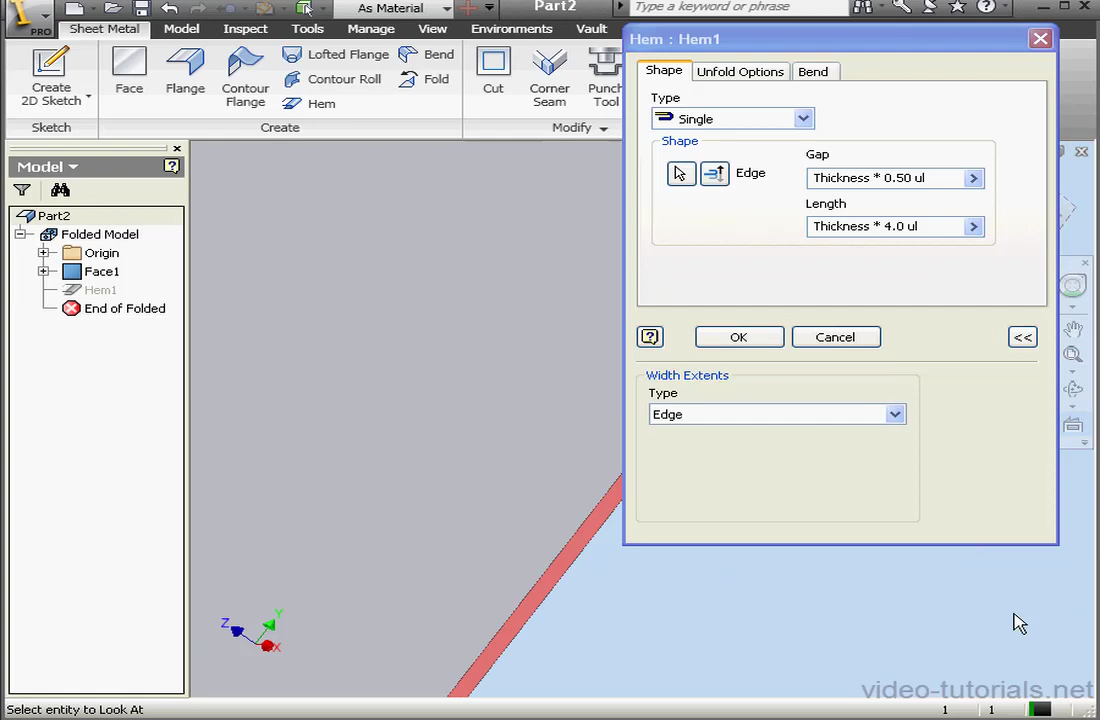 PRO
As Material
Part2
Type a keyword or phrase
Sheet Metal
Model
Inspect
Tools
Manage
View
Environments
Vault
Create
2D Sketch
Face
Flange
Contour
Flange
Lofted Flange
Contour Roll
Hem
Bend
Fold
Cut
Corner
Seam
Punch
Tool
Sketch
Create
Modify
Model
Part2
Folded Model
Origin
Face1
Hem1
End of Folded
Hem : Hem1
Shape
Unfold Options
Bend
Type
Single
Shape
Edge
Gap
Thickness * 0.50 ul
Length
Thickness * 4.0 ul
OK
Cancel
<<
Width Extents
Type
Edge
Z
Y
X
video-tutorials.net
Select entity to Look At
1
1